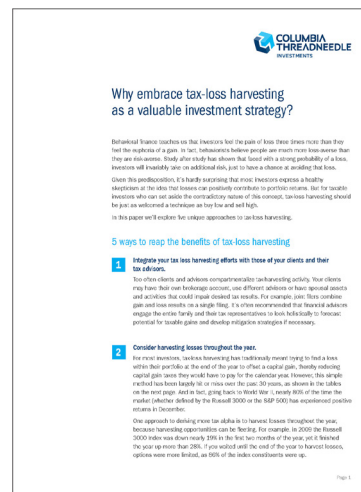 COLUMBIA
THREADNEEDLE
INVESTMENTS
Why embrace tax-loss harvesting
as a valuable investment strategy?
Behavioral finance teaches us that investors feel the pain of loss three times more than they
feel the euphoria of a gain. In fact, behaviorists believe people are much more loss-averse than
they are risk-averse. Study after study has shown that faced with a strong probability of a loss,
investors will invariably take on additional risk, just to have a chance at avoiding that loss.
Given this predisposition, it's hardly surprising that most investors express a healthy
skepticism at the idea that losses can positively contribute to portfolio returns. But for taxable
investors who can set aside the contradictory nature of this concept, tax-loss harvesting should
be just as welcomed a technique as buy low and sell high.
In this paper we'll explore five unique approaches to tax-loss harvesting.
5 ways to reap the benefits of tax-loss harvesting
1
Integrate your tax loss harvesting efforts with those of your clients and their
tax advisors.
Too often clients and advisors compartmentalize tax-harvesting activity. Your clients
may have their own brokerage account, use different advisors or have spousal assets
and activities that could impair desired tax results. For example, joint filers combine
gain and loss results on a single filing. It's often recommended that financial advisors
engage the entire family and their tax representatives to look holistically to forecast
potential for taxable gains and develop mitigation strategies if necessary.
2
Consider harvesting losses throughout the year.
For most investors, tax-loss harvesting has traditionally meant trying to find a loss
within their portfolio at the end of the year to offset a capital gain, thereby reducing
capital gain taxes they would have to pay for the calendar year. However, this simple
method has been largely hit or miss over the past 30 years, as shown in the tables
on the next page. And in fact, going back to World War II, nearly 80% of the time the
market (whether defined by the Russell 3000 or the S&P 500) has experienced positive
returns in December.
One approach to deriving more tax alpha is to harvest losses throughout the year,
because harvesting opportunities can be fleeting. For example, in 2009 the Russell
3000 Index was down nearly 19% in the first two months of the year, yet it finished
the year up more than 28%. If you waited until the end of the year to harvest losses,
options were more limited, as 86% of the index constituents were up.
Page 1